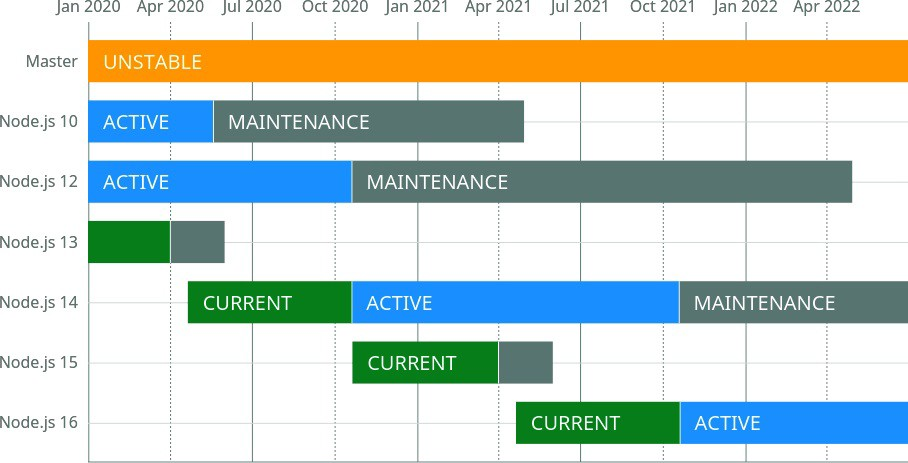 Jan 2020 Apr 2020 Jul 2020 Oct 2020 Jan 2021 Apr 2021 Jul 2021 Oct 2021 Jan 2022 Apr 2022
Master UNSTABLE
Node.js 10 ACTIVE MAINTENANCE
Node.js 12 ACTIVE MAINTENANCE
Node.js 13
Node.js 14 CURRENT ACTIVE MAINTENANCE
Node.js 15 CURRENT
Node.js 16 CURRENT ACTIVE